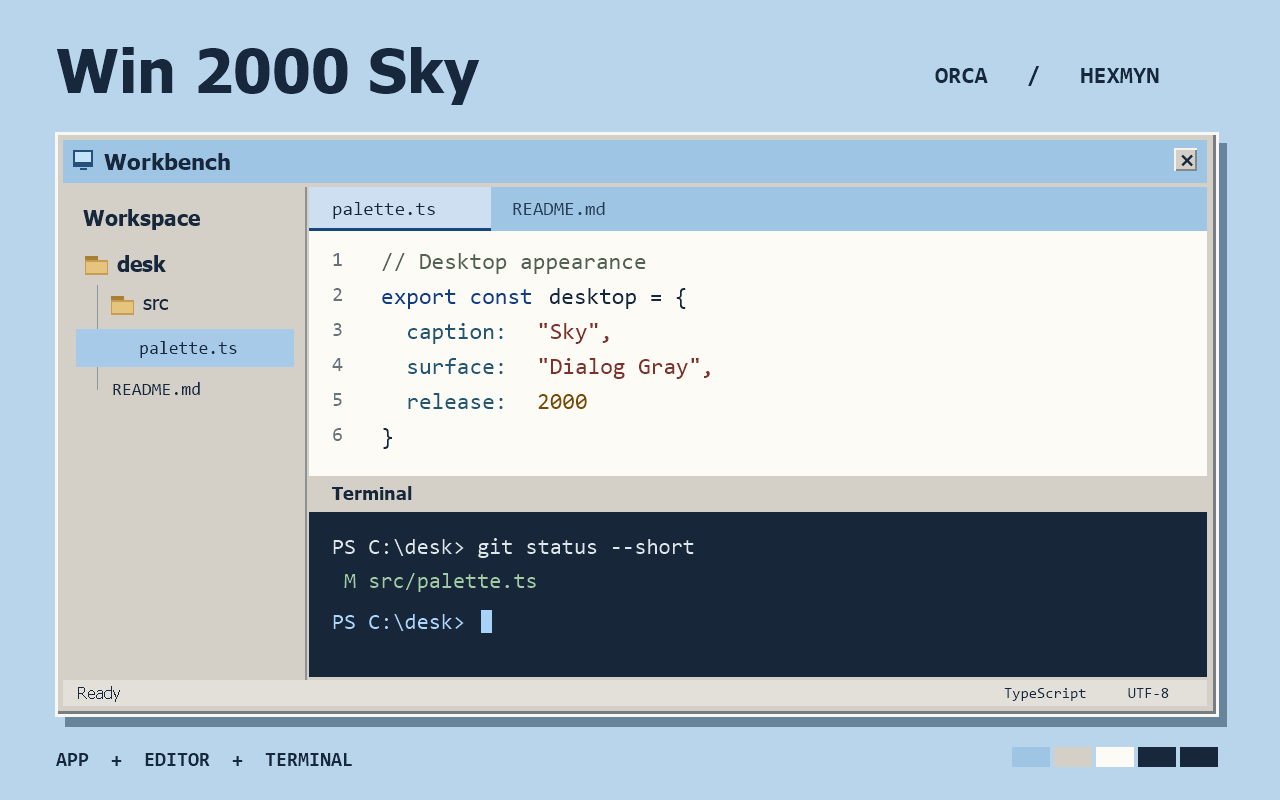 Win 2000 Sky
ORCA / HEXMYN
Workbench
Workspace
desk
src
palette.ts
README.md
palette.ts
README.md
1 // Desktop appearance
2 export const desktop = {
3 caption: "Sky",
4 surface: "Dialog Gray",
5 release: 2000
6 }
Terminal
PS C:\desk> git status --short
M src/palette.ts
PS C:\desk>
Ready
TypeScript UTF-8
APP + EDITOR + TERMINAL